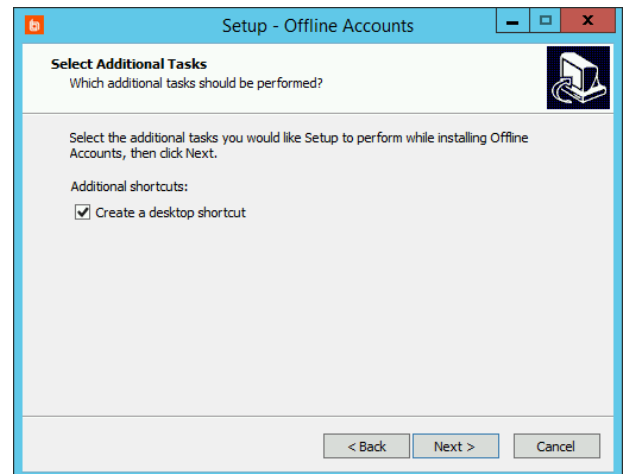 Setup - Offline Accounts
Select Additional Tasks
Which additional tasks should be performed?
Select the additional tasks you would like Setup to perform while installing Offline
Accounts, then click Next.
Additional shortcuts:
Create a desktop shortcut
< Back Next > Cancel